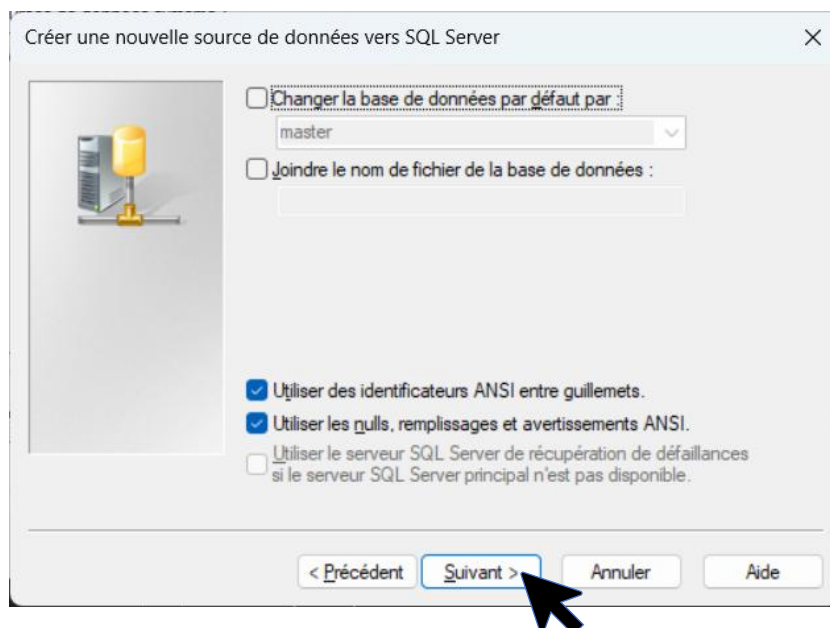 Créer une nouvelle source de données vers SQL Server
Changer la base de données par défaut par :
master
Joindre le nom de fichier de la base de données :
Utiliser des identificateurs ANSI entre guillemets.
Utiliser les nulls, remplissages et avertissements ANSI.
Utiliser le serveur SQL Server de récupération de défaillances
si le serveur SQL Server principal n'est pas disponible.
< Précédent Suivant > Annuler Aide